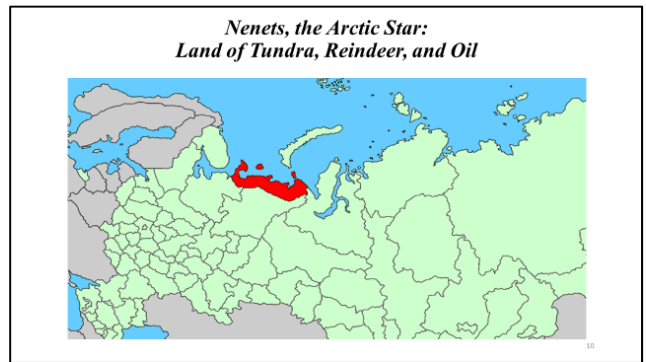 Nenets, the Arctic Star:
Land of Tundra, Reindeer, and Oil
10